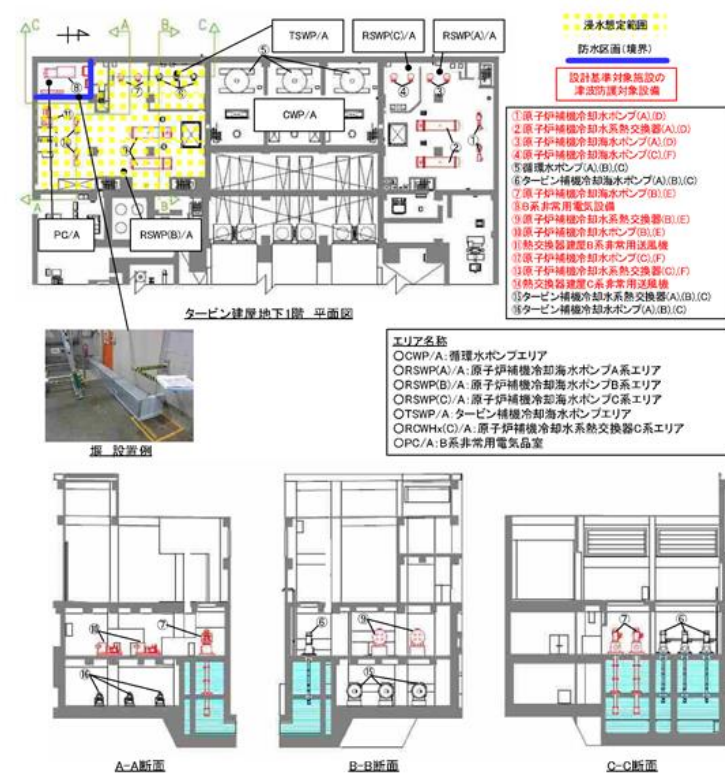 C
A
B
C
TSWP/A
RSWP(C)/A
RSWP(A)/A
浸水想定範囲
防水区画(境界)
設計基準対象施設の
津波防護対象設備
⑤
④
③
⑦
⑧
CWP/A
②
①
A
B
PC/A
RSWP(B)/A
タービン建屋地下1階 平面図
①原子炉補機冷却水ポンプ(A),(D)
②原子炉補機冷却水系熱交換器(A),(D)
③原子炉補機冷却海水ポンプ(A),(D)
④原子炉補機冷却海水ポンプ(C),(F)
⑤循環水ポンプ(A),(B),(C)
⑥タービン補機冷却海水ポンプ(A),(B),(C)
⑦原子炉補機冷却海水ポンプ(B),(E)
⑧B系非常用電気設備
⑨原子炉補機冷却水系熱交換器(B),(E)
⑩原子炉補機冷却水ポンプ(B),(E)
⑪熱交換器建屋B系非常用送風機
⑫原子炉補機冷却水ポンプ(C),(F)
⑬原子炉補機冷却水系熱交換器(C),(F)
⑭熱交換器建屋C系非常用送風機
⑮タービン補機冷却水系熱交換器(A),(B),(C)
⑯タービン補機冷却水ポンプ(A),(B),(C)
堰 設置例
エリア名称
○CWP/A:循環水ポンプエリア
○RSWP(A)/A:原子炉補機冷却海水ポンプA系エリア
○RSWP(B)/A:原子炉補機冷却海水ポンプB系エリア
○RSWP(C)/A:原子炉補機冷却海水ポンプC系エリア
○TSWP/A:タービン補機冷却海水ポンプエリア
○RCWHx(C)/A:原子炉補機冷却水系熱交換器C系エリア
○PC/A:B系非常用電気品室
⑩
⑦
⑯
⑥
⑨
⑮
⑦
⑥
A-A断面
B-B断面
C-C断面